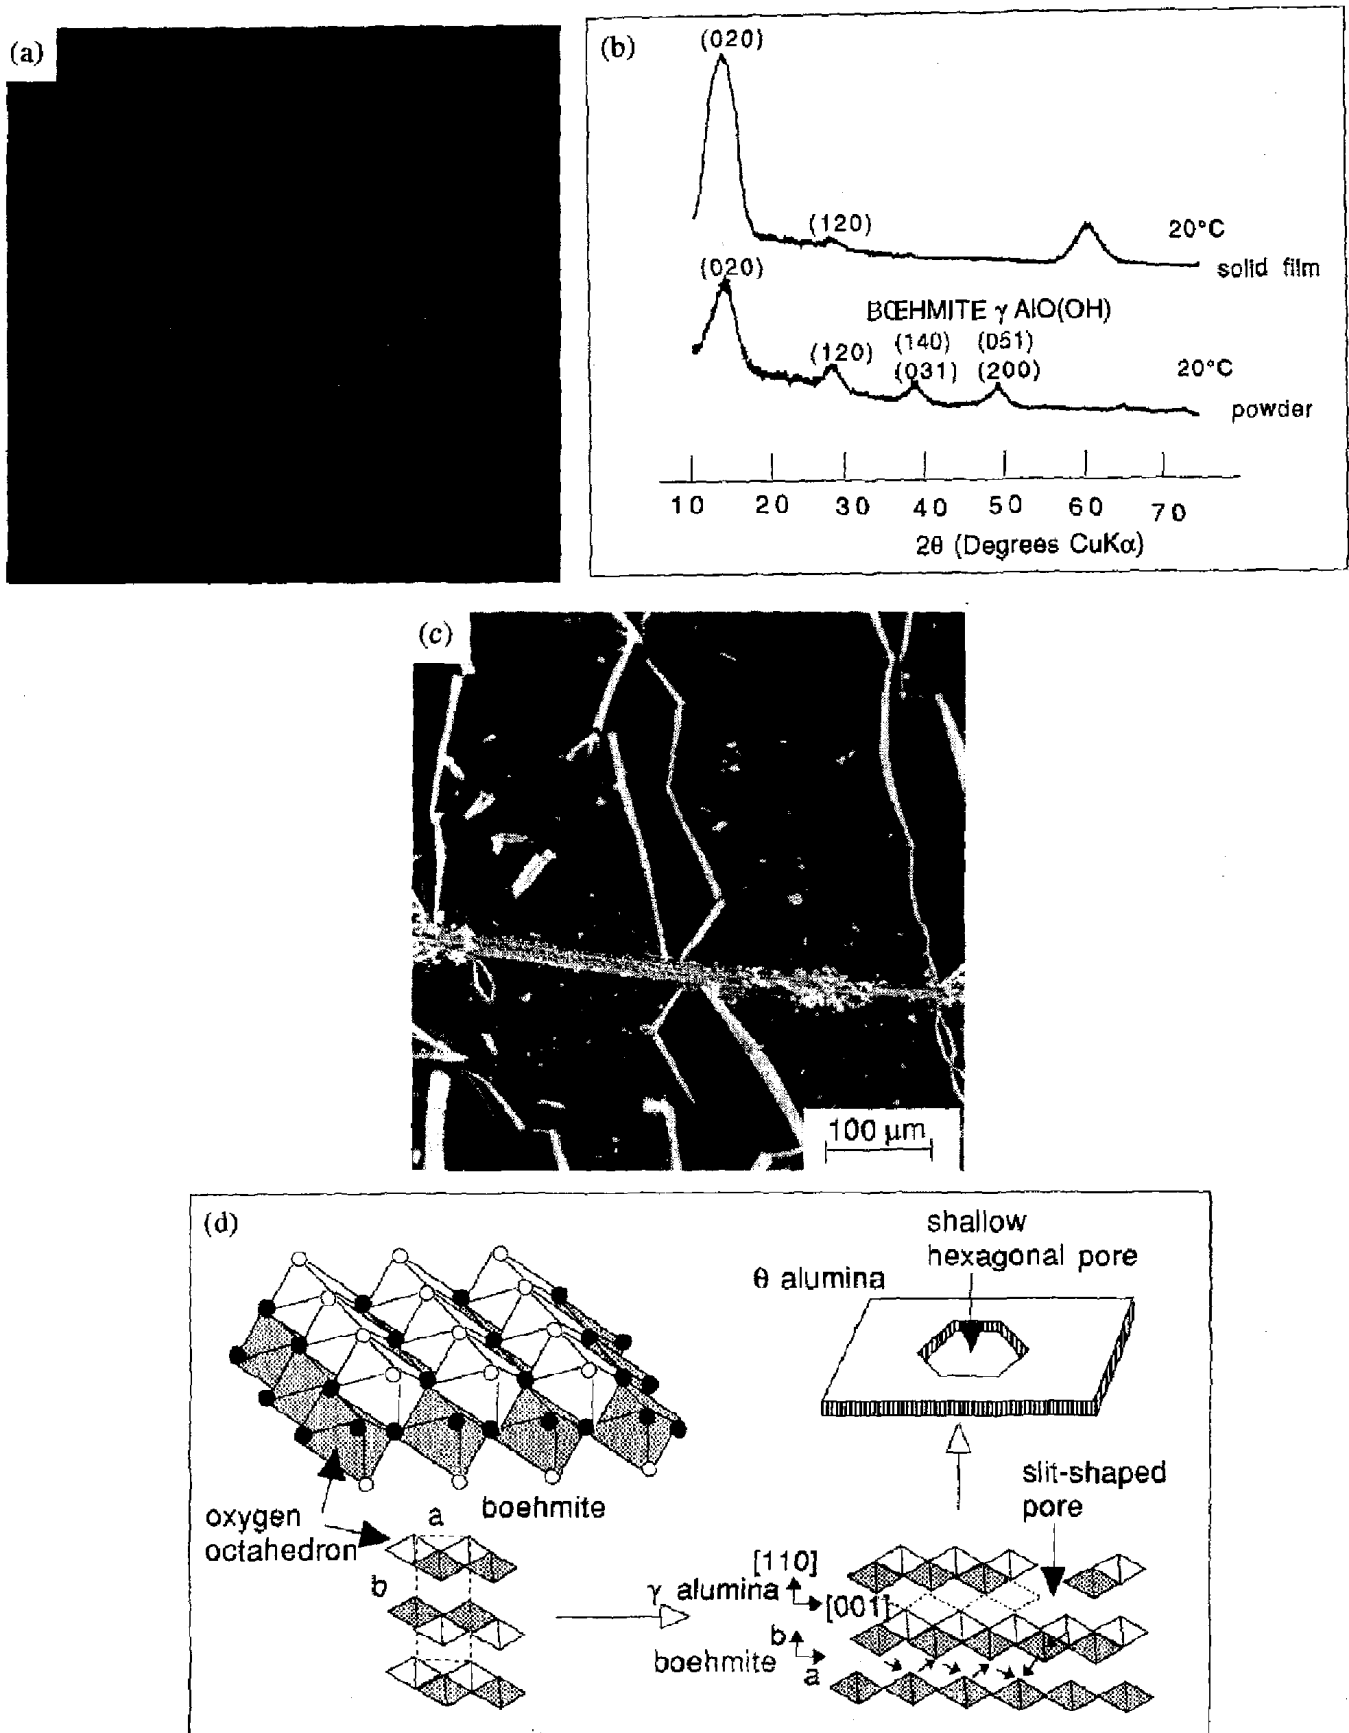 (a)
(b)
(020)
(120)
20°C
solid film
(020)
BŒHMITE γ AlO(OH)
(120)
(140)
(031)
(051)
(200)
20°C
powder
10 20 30 40 50 60 70
2θ (Degrees CuKα)
(c)
100 μm
(d)
oxygen
octahedron
boehmite
a
b
θ alumina
shallow
hexagonal pore
slit-shaped
pore
γ alumina
[110]
[001]
boehmite
b
a